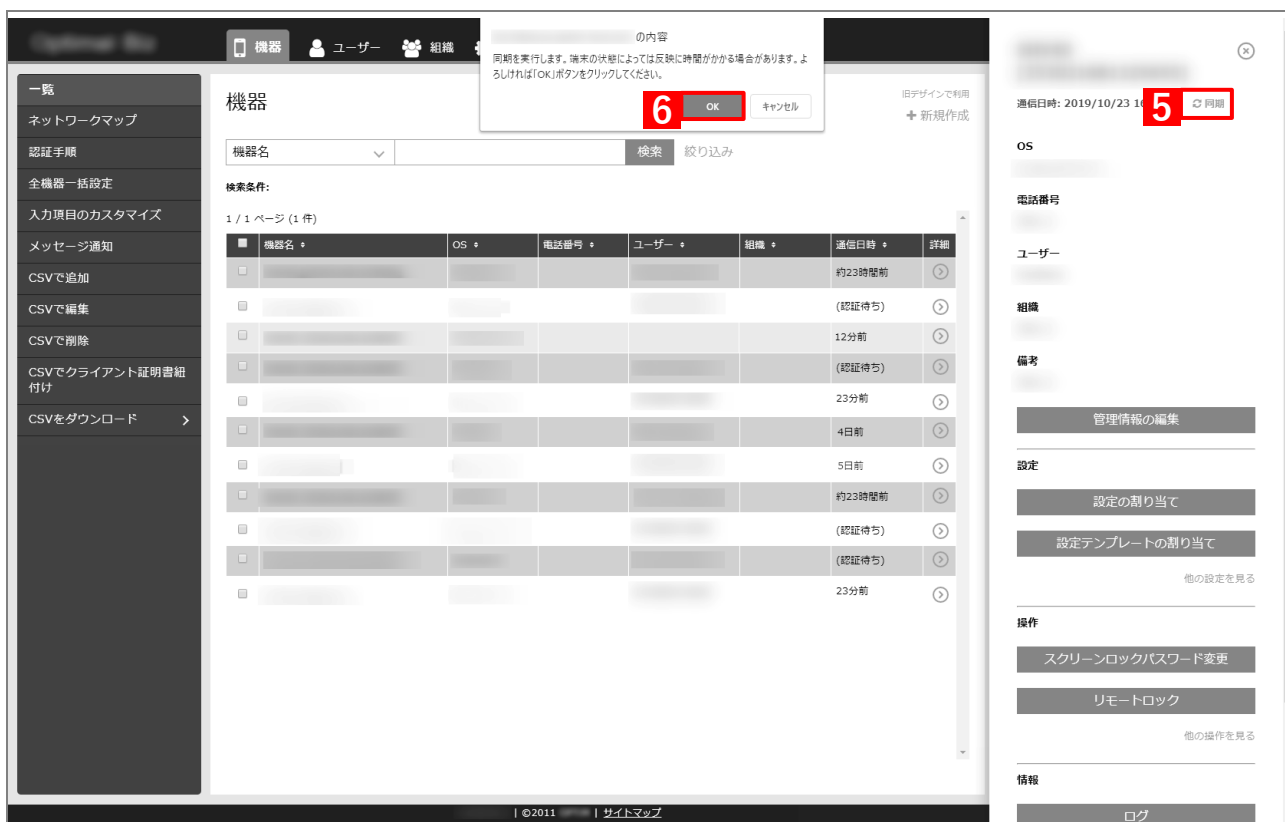 機器
ユーザー
組織
の内容
同期を実行します。端末の状態によっては反映に時間がかかる場合があります。よ
ろしければ「OK」ボタンをクリックしてください。
6
OK
キャンセル
一覧
ネットワークマップ
認証手順
全機器一括設定
入力項目のカスタマイズ
メッセージ通知
CSVで追加
CSVで編集
CSVで削除
CSVでクライアント証明書紐
付け
CSVをダウンロード
機器
旧デザインで利用
新規作成
機器名
検索
絞り込み
検索条件:
1 / 1 ページ (1 件)
機器名 OS 電話番号 ユーザー 組織 通信日時 詳細
約23時間前
(認証待ち)
12分前
(認証待ち)
23分前
4日前
5日前
約23時間前
(認証待ち)
(認証待ち)
23分前
通信日時: 2019/10/23
5
同期
OS
電話番号
ユーザー
組織
備考
管理情報の編集
設定
設定の割り当て
設定テンプレートの割り当て
他の設定を見る
操作
スクリーンロックパスワード変更
リモートロック
他の操作を見る
情報
ログ
| ©2011 | サイトマップ